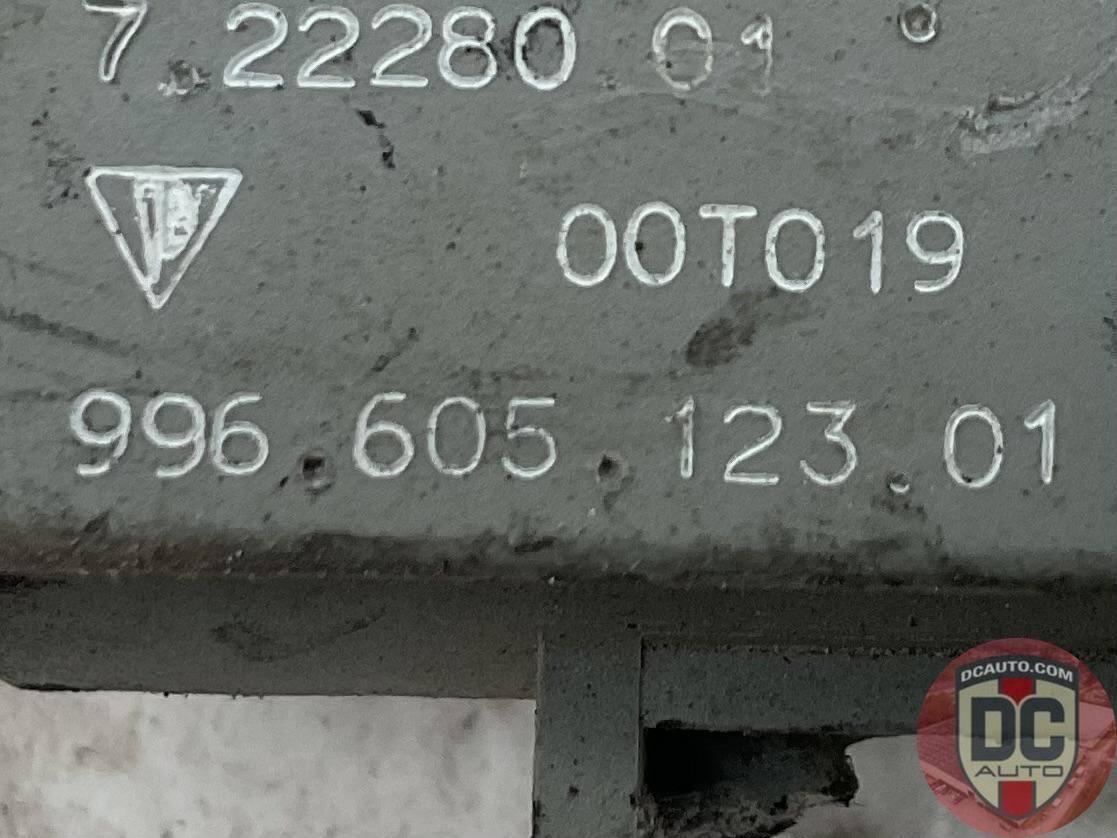 7.22280 01
00T019
996.605.123.01
DCAUTO.COM
DC
AUTO